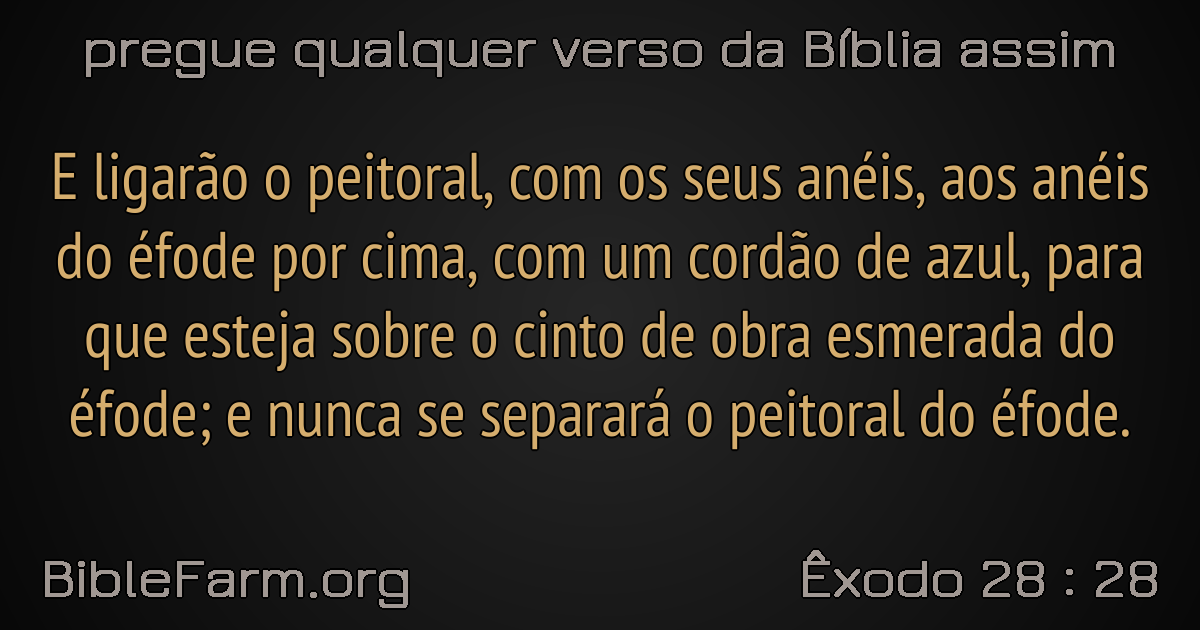 pregue qualquer verso da Bíblia assim
E ligarão o peitoral, com os seus anéis, aos anéis
do éfode por cima, com um cordão de azul, para
que esteja sobre o cinto de obra esmerada do
éfode; e nunca se separará o peitoral do éfode.
BibleFarm.org
Êxodo 28 : 28